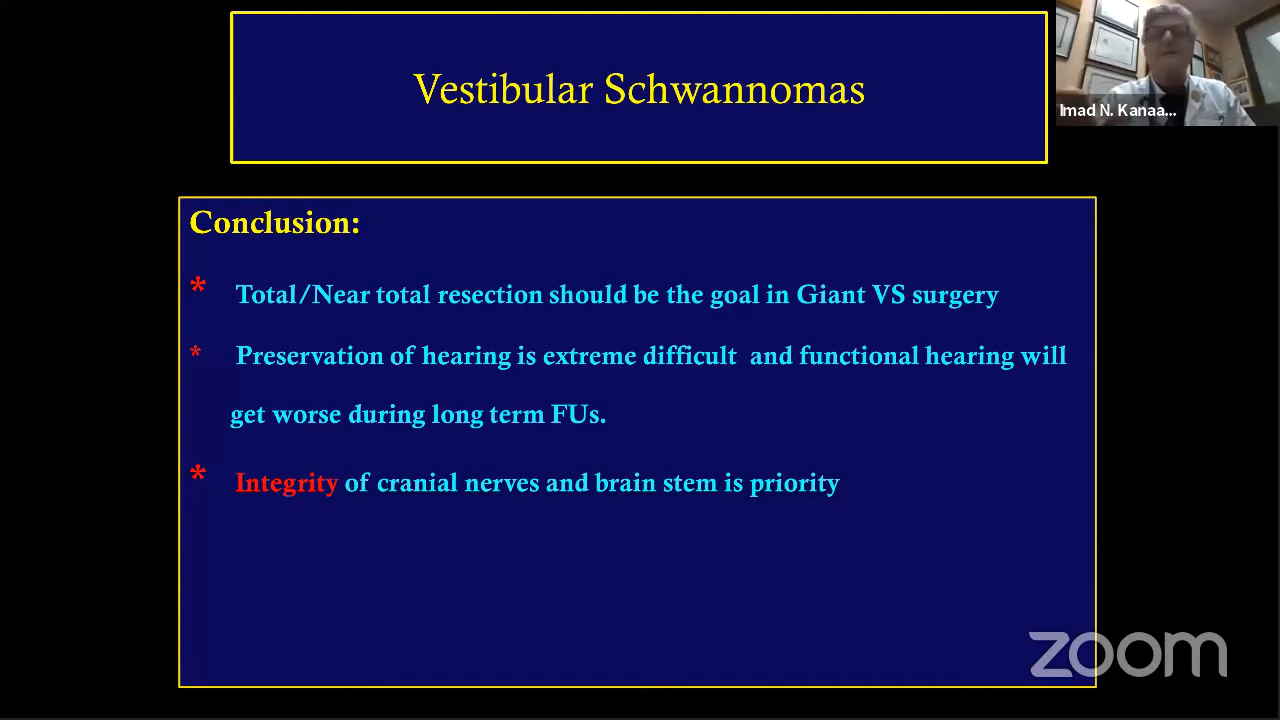 Vestibular Schwannomas
Imad N. Kanaa...
Conclusion:
* Total/Near total resection should be the goal in Giant VS surgery
* Preservation of hearing is extreme difficult and functional hearing will
get worse during long term FUs.
* Integrity of cranial nerves and brain stem is priority
zoom